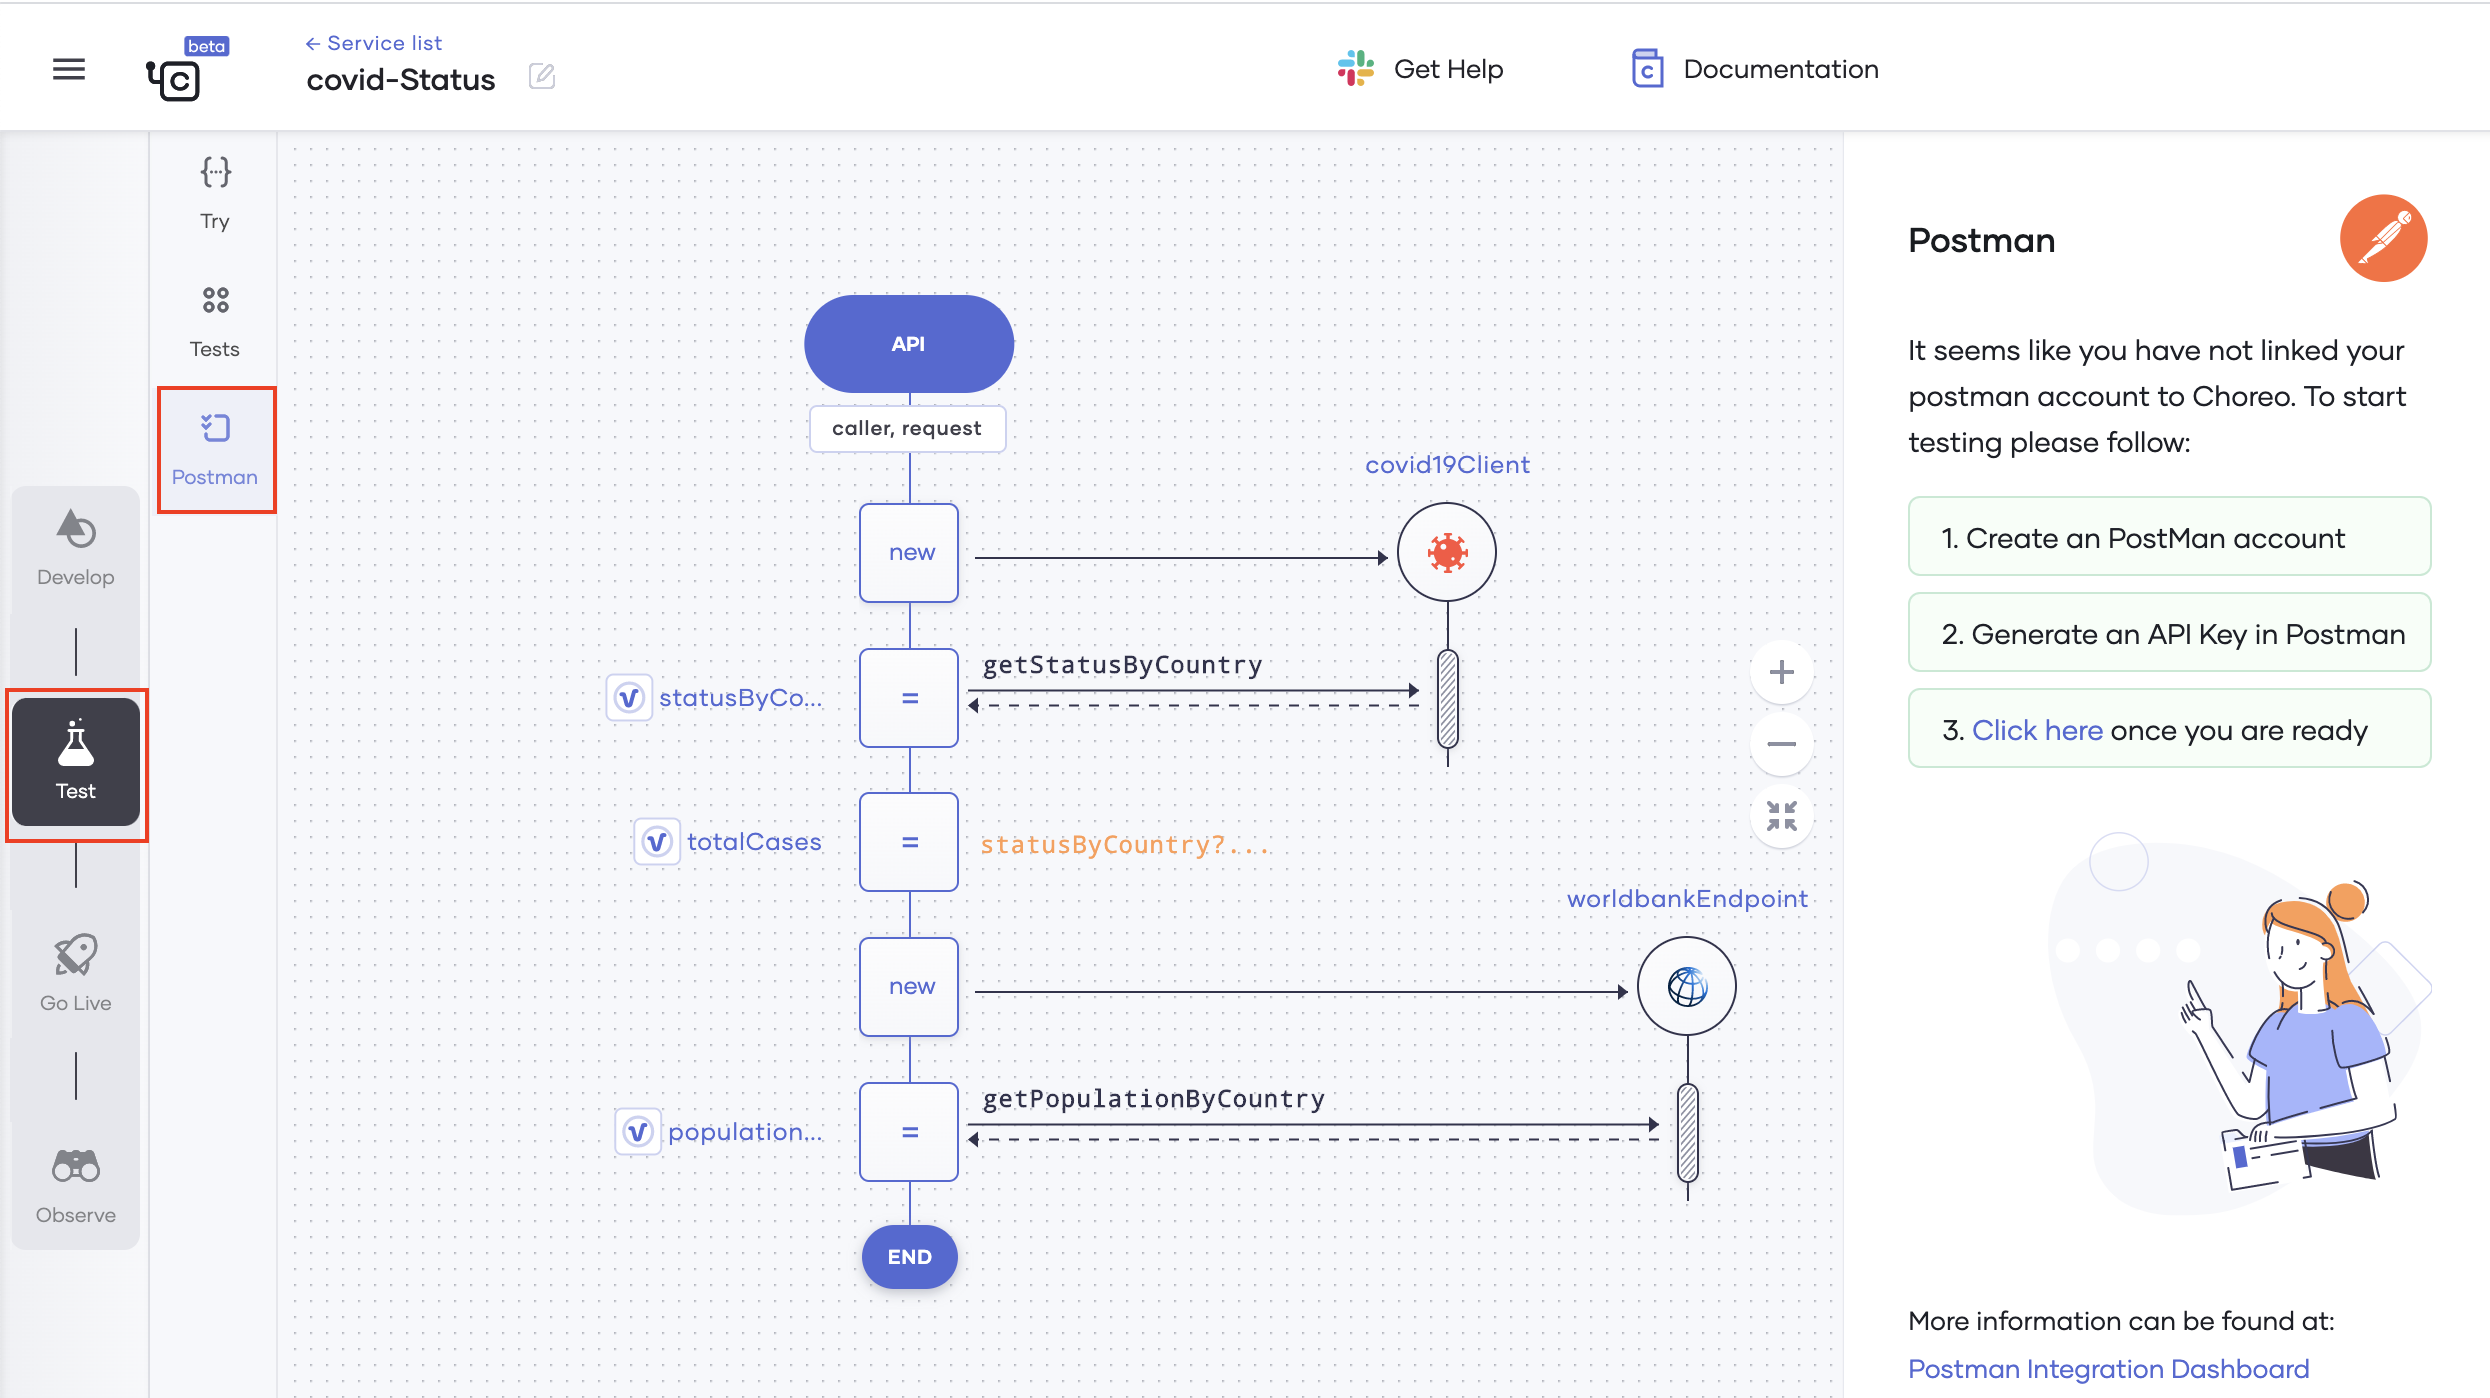 beta
← Service list
covid-Status
Get Help
Documentation
Try
Tests
Postman
Develop
Test
Go Live
Observe
API
caller, request
new
covid19Client
statusByCo...
=
getStatusByCountry
totalCases
=
statusByCountry?...
new
worldbankEndpoint
population...
=
getPopulationByCountry
END
Postman
It seems like you have not linked your
postman account to Choreo. To start
testing please follow:
1. Create an PostMan account
2. Generate an API Key in Postman
3. Click here once you are ready
More information can be found at:
Postman Integration Dashboard